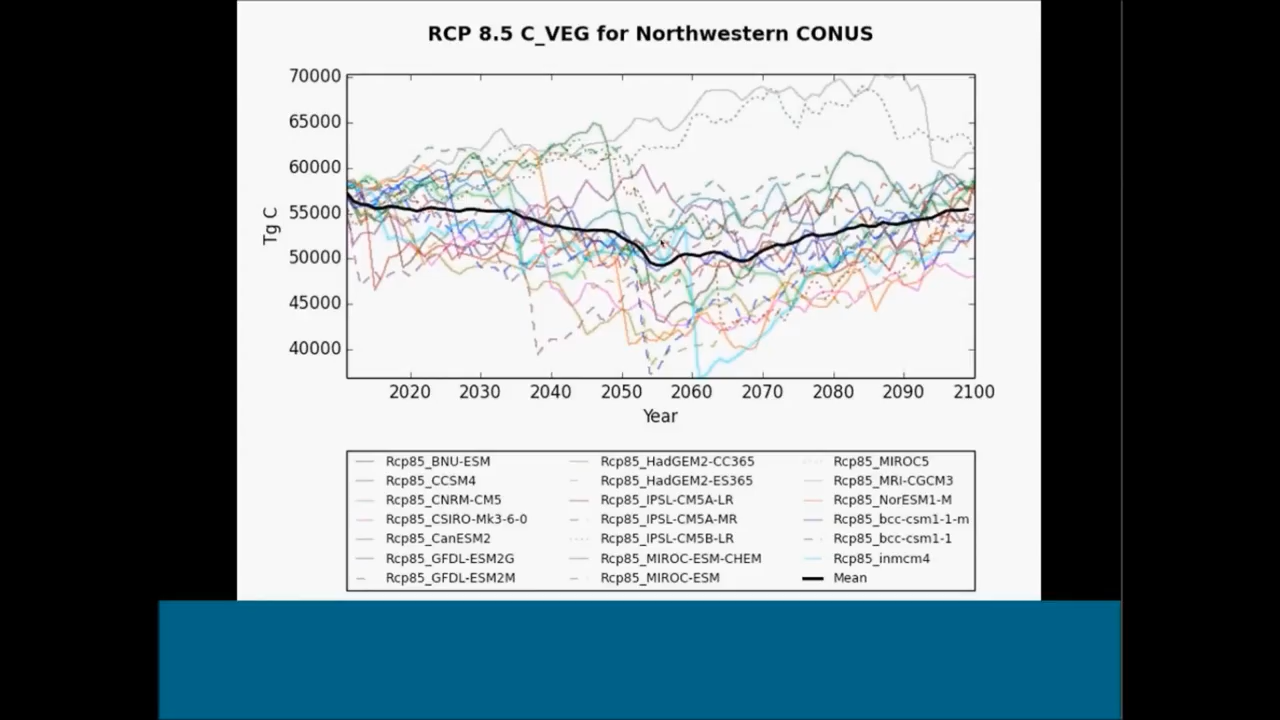 RCP 8.5 C_VEG for Northwestern CONUS
70000
65000
60000
55000
50000
45000
40000
Tg C
2020 2030 2040 2050 2060 2070 2080 2090 2100
Year
Rcp85_BNU-ESM Rcp85_HadGEM2-CC365 Rcp85_MIROC5
Rcp85_CCSM4 Rcp85_HadGEM2-ES365 Rcp85_MRI-CGCM3
Rcp85_CNRM-CM5 Rcp85_IPSL-CM5A-LR Rcp85_NorESM1-M
Rcp85_CSIRO-Mk3-6-0 Rcp85_IPSL-CM5A-MR Rcp85_bcc-csm1-1-m
Rcp85_CanESM2 Rcp85_IPSL-CM5B-LR Rcp85_bcc-csm1-1
Rcp85_GFDL-ESM2G Rcp85_MIROC-ESM-CHEM Rcp85_inmcm4
Rcp85_GFDL-ESM2M Rcp85_MIROC-ESM Mean